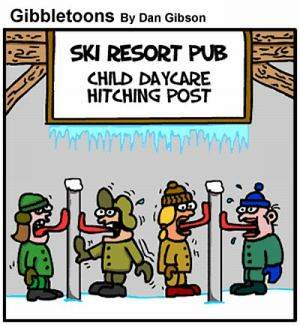 Gibbletoons By Dan Gibson
SKI RESORT PUB
CHILD DAYCARE
HITCHING POST